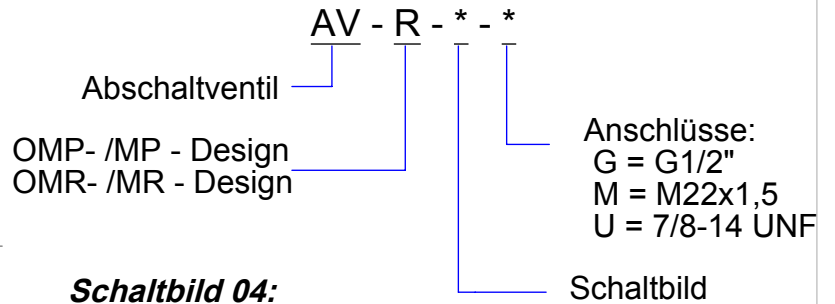 AV - R - * - *
Abschaltventil
OMP- /MP - Design
OMR- /MR - Design
Anschlüsse:
G = G1/2"
M = M22x1,5
U = 7/8-14 UNF
Schaltbild
Schaltbild 04: